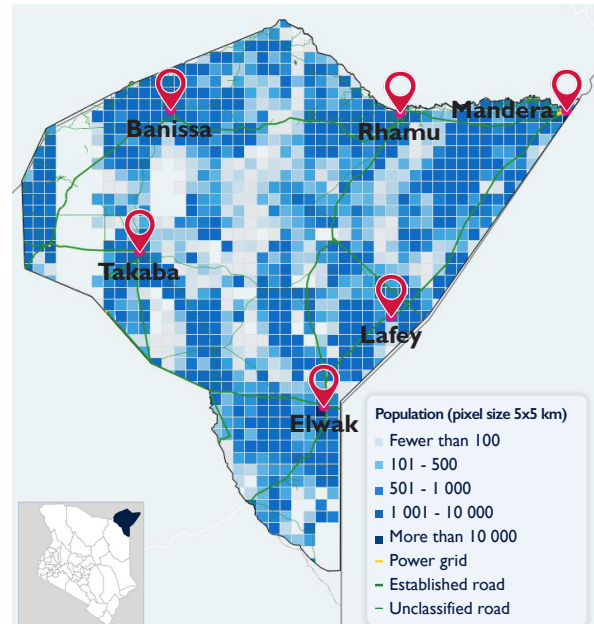 Banissa
Rhamu
Mandera
Takaba
Lafey
Elwak
Population (pixel size 5x5 km)
Fewer than 100
101 - 500
501 - 1 000
1 001 - 10 000
More than 10 000
Power grid
Established road
Unclassified road